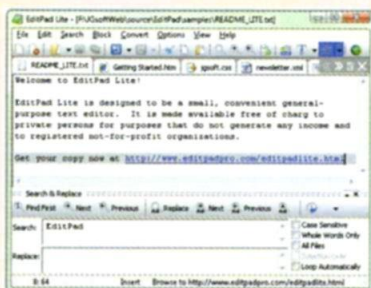 EditPad Lite - [P:\JGsoftWeb\source\EditPad\samples\README_LITE.txt]
File Edit Search Block Convert Options View Help
README_LITE.txt Getting Started.htm jgsoft.css newsletter.xml
Welcome to EditPad Lite!
EditPad Lite is designed to be a small, convenient general-
purpose text editor. It is made available free of charg to
private persons for purposes that do not generate any income and
to registered not-for-profit organizations.
Get your copy now at http://www.editpadpro.com/editpadlite.html
Search & Replace
Find First Next Previous Replace Next Previous
Search: EditPad
Case Sensitive
Whole Words Only
All Files
Replace:
Loop Automatically
8: 64 Insert Browse to http://www.editpadpro.com/editpadlite.html